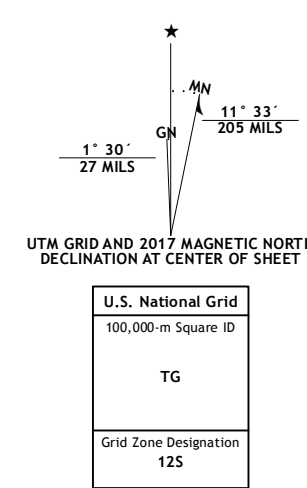 MN
GN
11° 33´
205 MILS
1° 30´
27 MILS
UTM GRID AND 2017 MAGNETIC NORTH
DECLINATION AT CENTER OF SHEET
U.S. National Grid
100,000-m Square ID
TG
Grid Zone Designation
12S